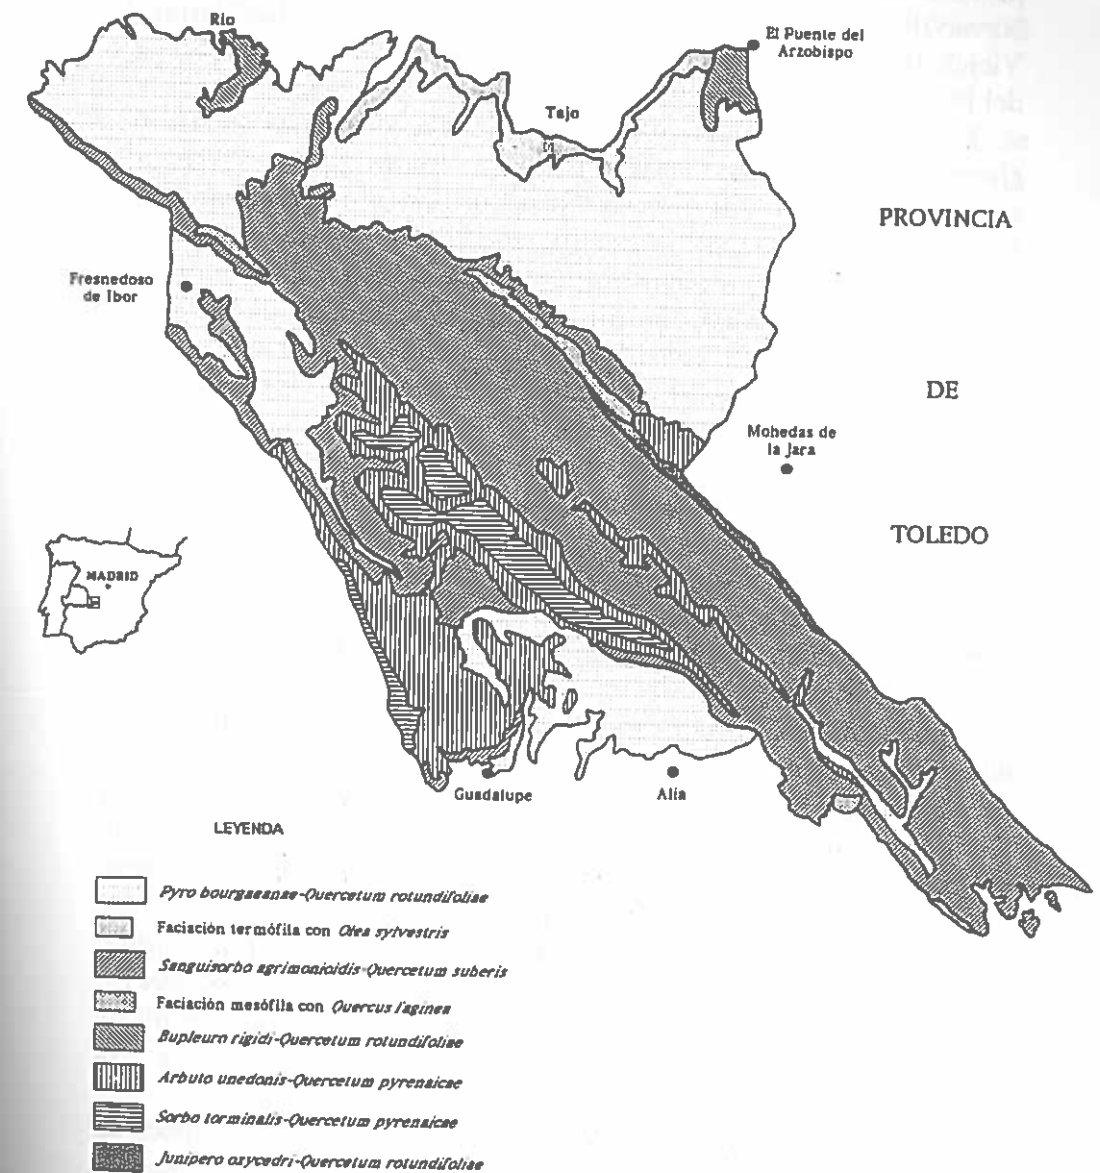 Río
El Puente del
Arzobispo
Tajo
PROVINCIA
Fresnedoso
de Ibor
DE
Mohedas de
la Jara
TOLEDO
MADRID
Guadalupe
Alía
LEYENDA
Pyro bourgaeanae-Quercetum rotundifoliae
Faciación termófila con Olea sylvestris
Sanguisorbo agrimonioidis-Quercetum suberis
Faciación mesófila con Quercus faginea
Bupleuro rigidi-Quercetum rotundifoliae
Arbuto unedonis-Quercetum pyrenaicae
Sorbo torminalis-Quercetum pyrenaicae
Junipero oxycedri-Quercetum rotundifoliae